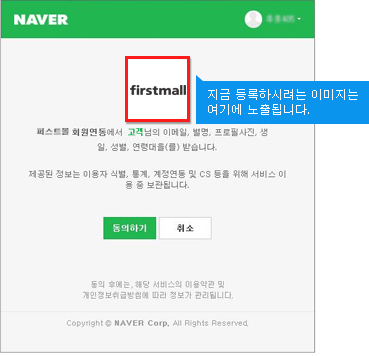 NAVER
firstmall
지금 등록하시려는 이미지는
여기에 노출됩니다.
퍼스트몰 회원연동에서 고객님의 이메일, 별명, 프로필사진, 생
일, 성별, 연령대을(를) 받습니다.
제공된 정보는 이용자 식별, 통계, 계정연동 및 CS 등을 위해 서비스 이
용 중 보관됩니다.
동의하기 취소
동의 후에는, 해당 서비스의 이용약관 및
개인정보취급방침에 따라 정보가 관리됩니다.
Copyright © NAVER Corp. All Rights Reserved.